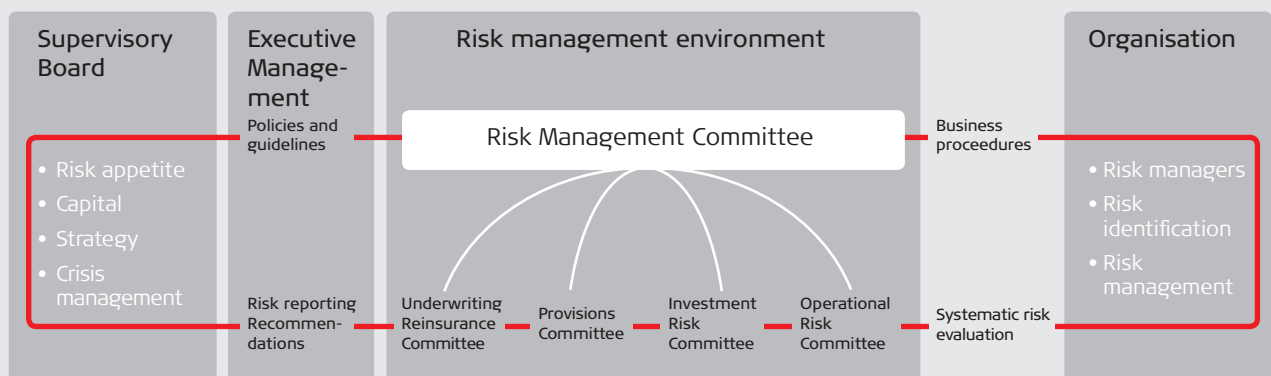 Supervisory
Board
Executive
Manage-
ment
Risk management environment
Organisation
Policies and
guidelines
Risk Management Committee
Business
proceedures
• Risk appetite
• Capital
• Strategy
• Crisis
management
• Risk managers
• Risk
identification
• Risk
management
Risk reporting
Recommen-
dations
Underwriting
Reinsurance
Committee
Provisions
Committee
Investment
Risk
Committee
Operational
Risk
Committee
Systematic risk
evaluation